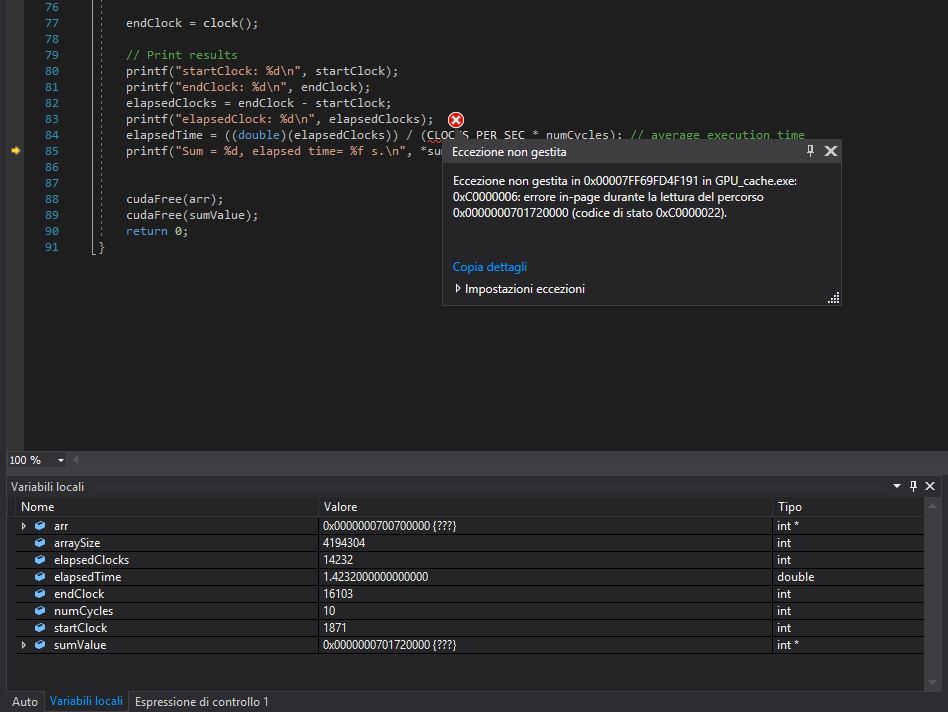 76
77 endClock = clock();
78
79 // Print results
80 printf("startClock: %d\n", startClock);
81 printf("endClock: %d\n", endClock);
82 elapsedClocks = endClock - startClock;
83 printf("elapsedClock: %d\n", elapsedClocks);
84 elapsedTime = ((double)(elapsedClocks)) / (CLOCKS_PER_SEC * numCycles); // average execution time
85 printf("Sum = %d, elapsed time= %f s.\n", *su
86
87
88 cudaFree(arr);
89 cudaFree(sumValue);
90 return 0;
91 }
Eccezione non gestita
Eccezione non gestita in 0x00007FF69FD4F191 in GPU_cache.exe:
0xC0000006: errore in-page durante la lettura del percorso
0x0000000701720000 (codice di stato 0xC0000022).
Copia dettagli
Impostazioni eccezioni
100 %
Variabili locali
Nome Valore Tipo
arr 0x0000000700700000 {???} int *
arraySize 4194304 int
elapsedClocks 14232 int
elapsedTime 1.4232000000000000 double
endClock 16103 int
numCycles 10 int
startClock 1871 int
sumValue 0x0000000701720000 {???} int *
Auto Variabili locali Espressione di controllo 1